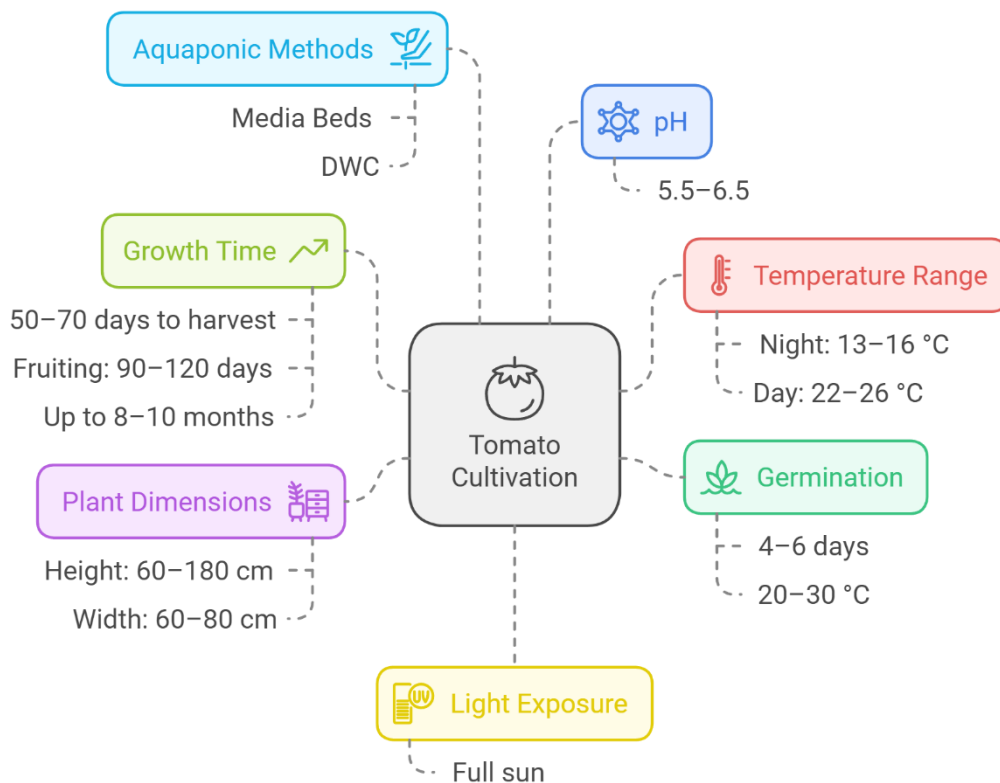 Aquaponic Methods
Media Beds
DWC
pH
5.5–6.5
Growth Time
50–70 days to harvest
Fruiting: 90–120 days
Up to 8–10 months
Temperature Range
Night: 13–16 °C
Day: 22–26 °C
Tomato
Cultivation
Plant Dimensions
Height: 60–180 cm
Width: 60–80 cm
Germination
4–6 days
20–30 °C
UV
Light Exposure
Full sun